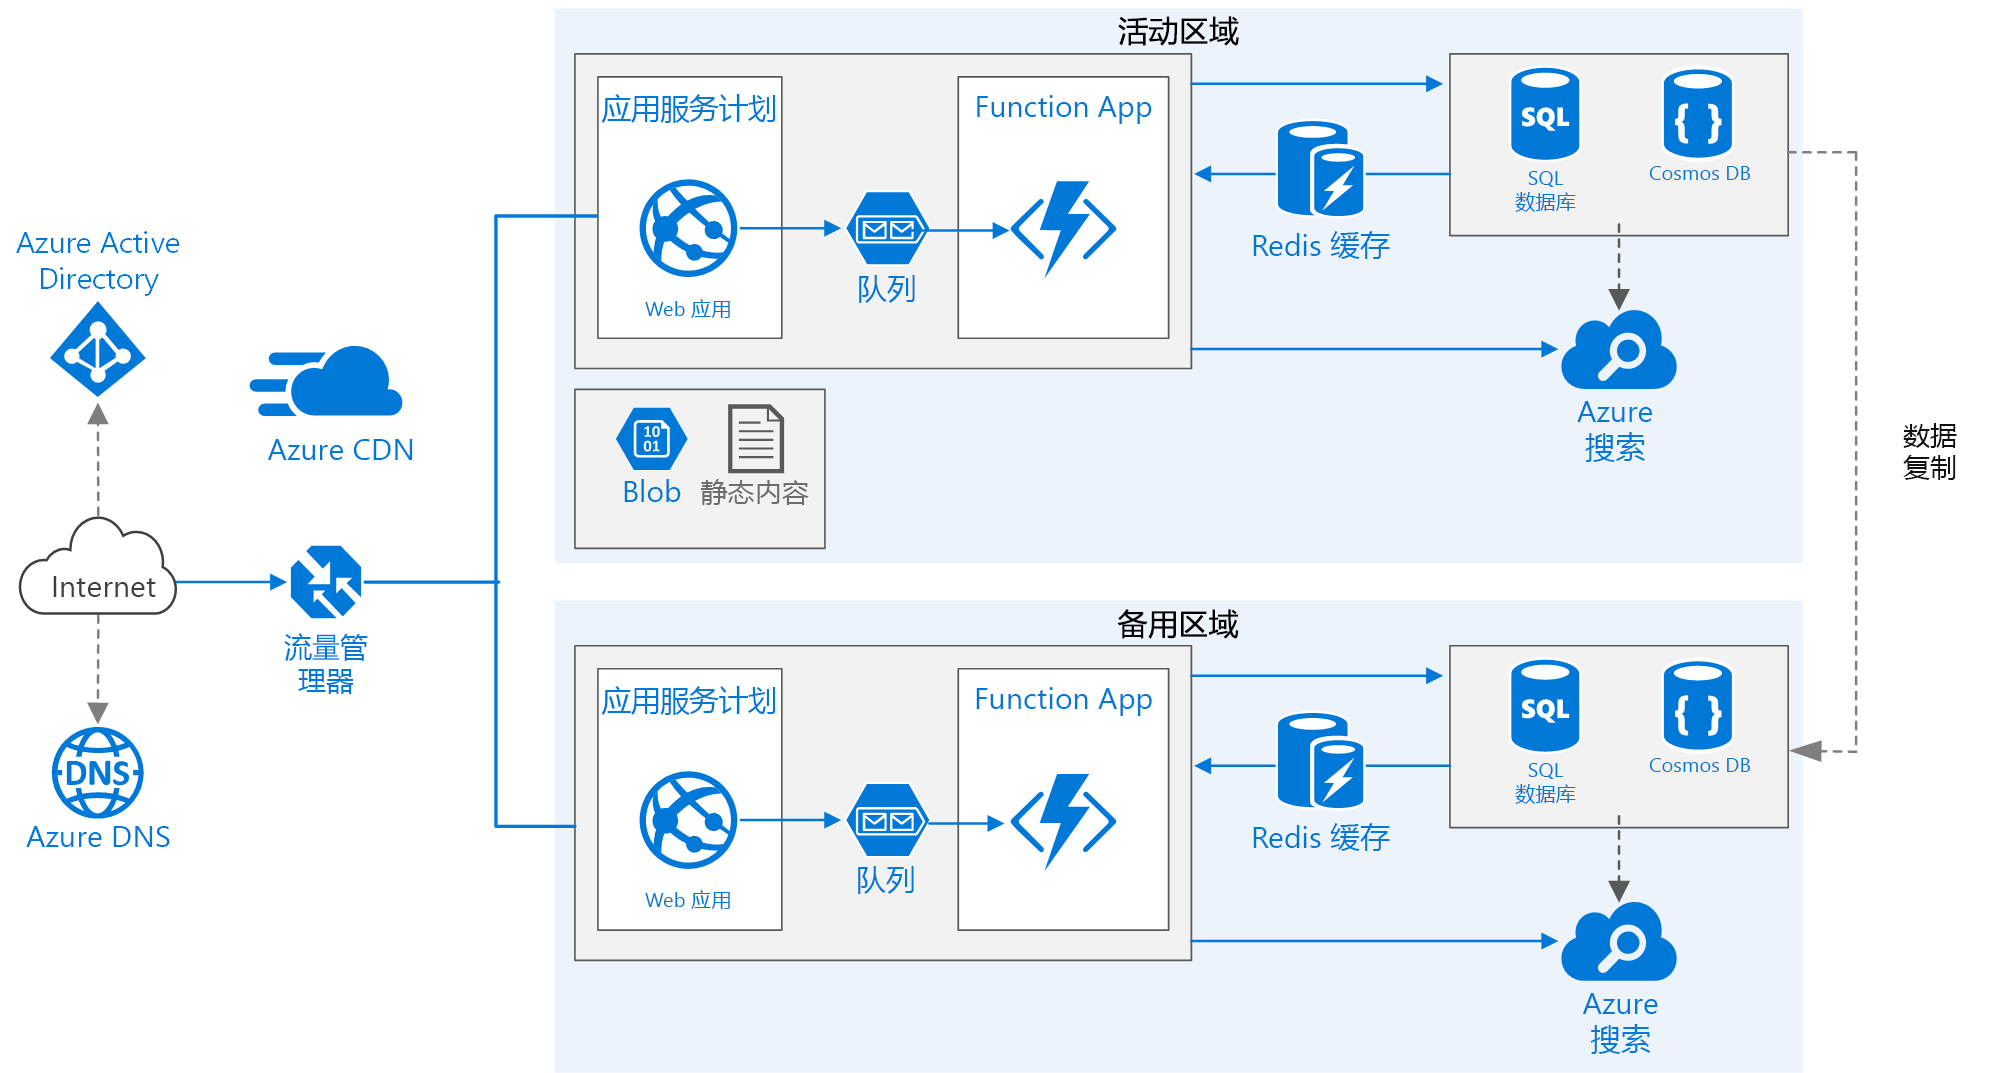 Azure Active
Directory
Azure CDN
Internet
流量管
理器
DNS
Azure DNS
活动区域
应用服务计划
Web 应用
队列
Function App
Redis 缓存
SQL
SQL
数据库
{ }
Cosmos DB
Azure
搜索
10
01
Blob
静态内容
数据
复制
备用区域
应用服务计划
Web 应用
队列
Function App
Redis 缓存
SQL
SQL
数据库
{ }
Cosmos DB
Azure
搜索